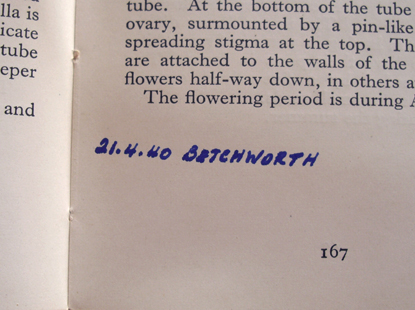 lla is
icate
tube
eeper
and
tube. At the bottom of the tube
ovary, surmounted by a pin-like
spreading stigma at the top. Th
are attached to the walls of the
flowers half-way down, in others a
The flowering period is during A
21.4.40 BETCHWORTH
167